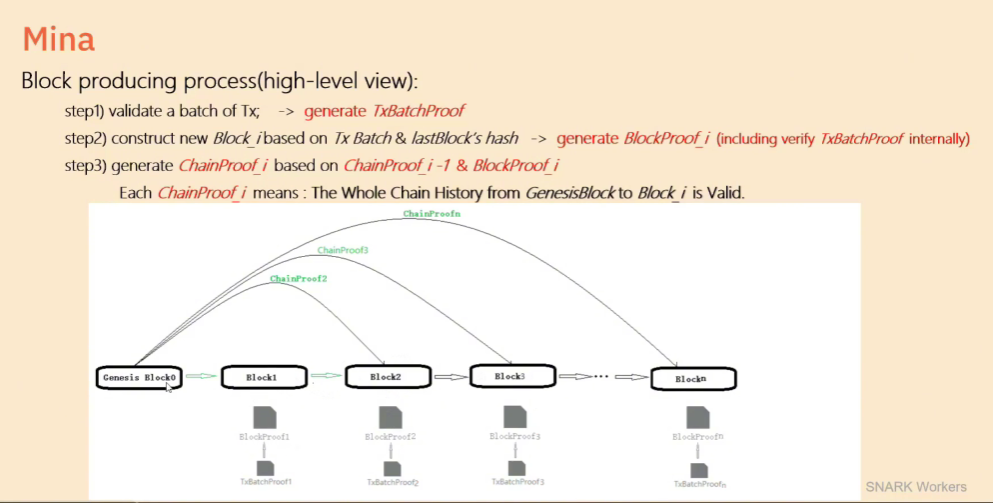 Mina
Block producing process(high-level view):
step1) validate a batch of Tx;   -> generate TxBatchProof
step2) construct new Block_i based on Tx Batch & lastBlock's hash   -> generate BlockProof_i (including verify TxBatchProof internally)
step3) generate ChainProof_i based on ChainProof_i -1 & BlockProof_i
Each ChainProof_i means : The Whole Chain History from GenesisBlock to Block_i is Valid.
ChainProofn
ChainProof3
ChainProof2
Genesis Block0 Block1 Block2 Block3 ... Blockn
BlockProof1 BlockProof2 BlockProof3 BlockProofn
TxBatchProof1 TxBatchProof2 TxBatchProof3 TxBatchProofn
SNARK Workers